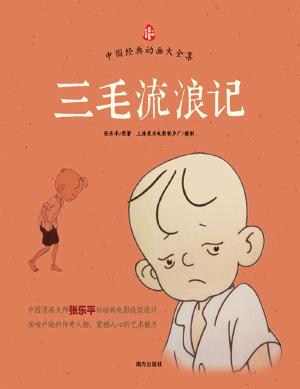 中国经典动画大全集
三毛流浪记
张乐平/原著 上海美术电影制片厂/编制
中国漫画大师张乐平任动画电影造型设计
家喻户晓的传奇人物,震撼人心的艺术魅力
南方出版社